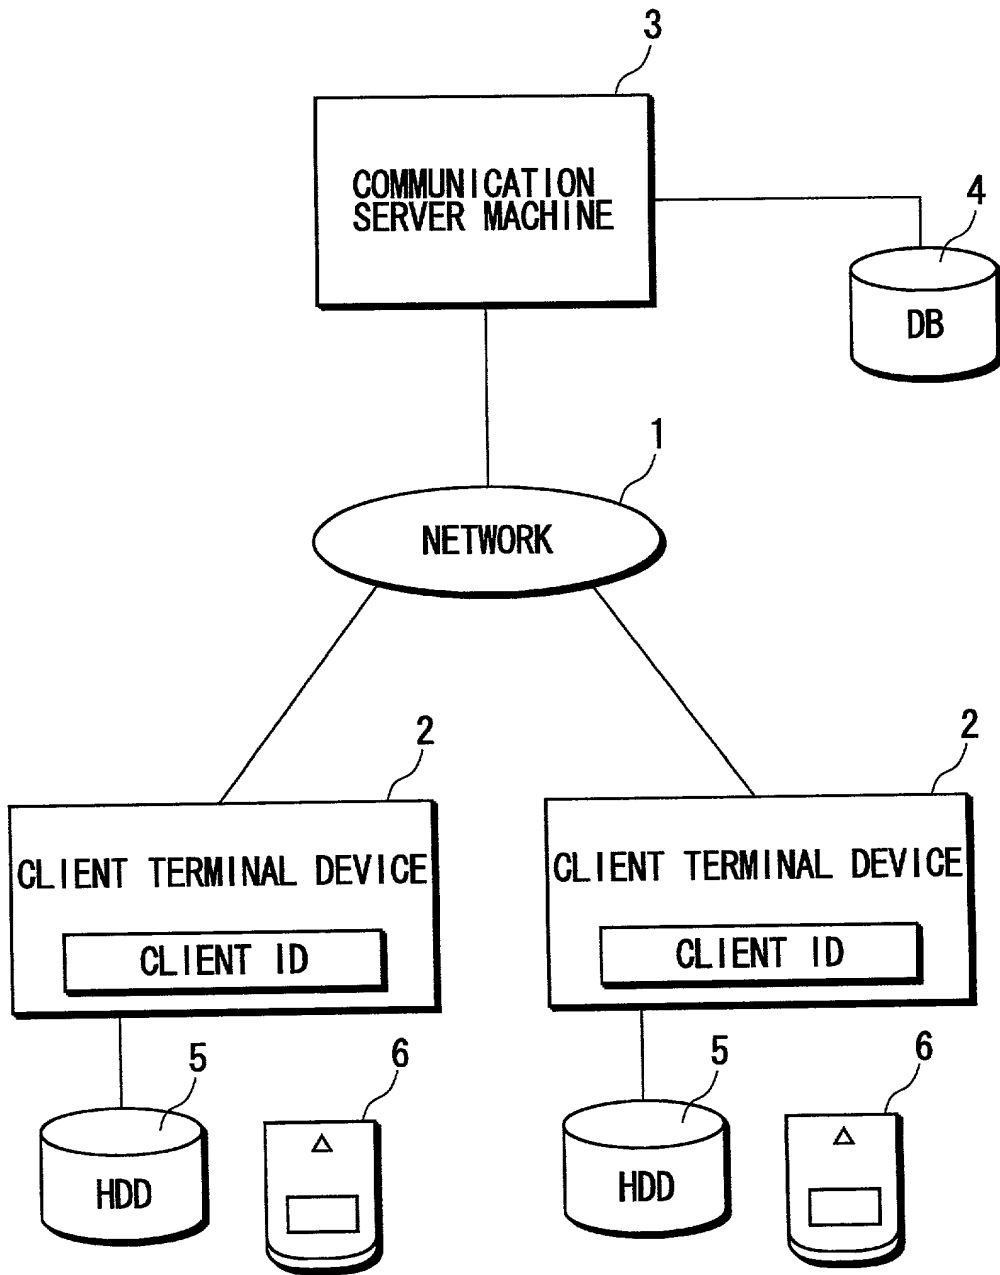 3
COMMUNICATION
SERVER MACHINE
4
DB
1
NETWORK
2
2
CLIENT TERMINAL DEVICE
CLIENT TERMINAL DEVICE
CLIENT ID
CLIENT ID
5
6
5
6
HDD
HDD